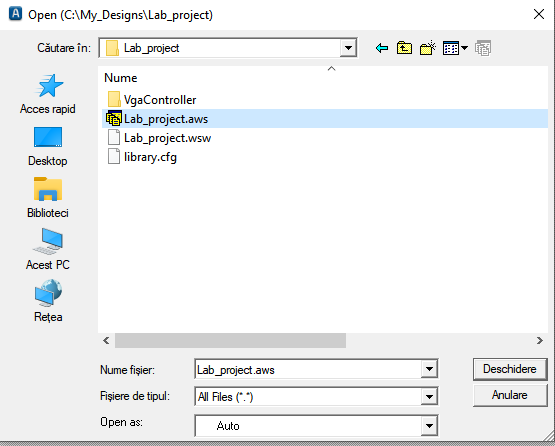 Open (C:\My_Designs\Lab_project)
Căutare în:
Lab_project
Nume
VgaController
Lab_project.aws
Lab_project.wsw
library.cfg
Acces rapid
Desktop
Biblioteci
Acest PC
Rețea
Nume fișier:
Lab_project.aws
Deschidere
Fișiere de tipul:
All Files (*.*)
Anulare
Open as:
Auto